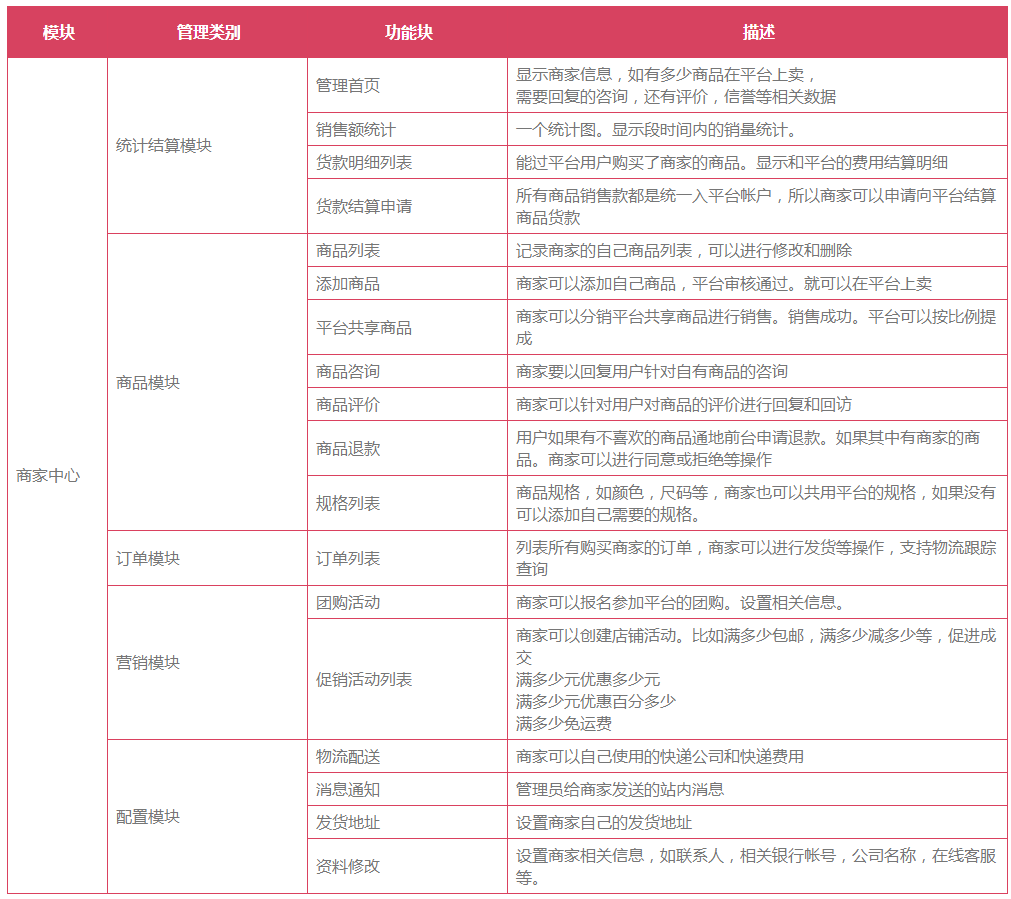 模块 管理类别 功能块 描述
商家中心
统计结算模块
管理首页
显示商家信息，如有多少商品在平台上卖，
需要回复的咨询，还有评价，信誉等相关数据
销售额统计
一个统计图。显示段时间内的销量统计。
货款明细列表
能过平台用户购买了商家的商品。显示和平台的费用结算明细
货款结算申请
所有商品销售款都是统一入平台帐户，所以商家可以申请向平台结算
商品货款
商品模块
商品列表
记录商家的自己商品列表，可以进行修改和删除
添加商品
商家可以添加自己商品，平台审核通过。就可以在平台上卖
平台共享商品
商家可以分销平台共享商品进行销售。销售成功。平台可以按比例提
成
商品咨询
商家要以回复用户针对自有商品的咨询
商品评价
商家可以针对用户对商品的评价进行回复和回访
商品退款
用户如果有不喜欢的商品通地前台申请退款。如果其中有商家的商
品。商家可以进行同意或拒绝等操作
规格列表
商品规格，如颜色，尺码等，商家也可以共用平台的规格，如果没有
可以添加自己需要的规格。
订单模块
订单列表
列表所有购买商家的订单，商家可以进行发货等操作，支持物流跟踪
查询
营销模块
团购活动
商家可以报名参加平台的团购。设置相关信息。
促销活动列表
商家可以创建店铺活动。比如满多少包邮，满多少减多少等，促进成
交
满多少元优惠多少元
满多少元优惠百分多少
满多少免运费
配置模块
物流配送
商家可以自己使用的快递公司和快递费用
消息通知
管理员给商家发送的站内消息
发货地址
设置商家自己的发货地址
资料修改
设置商家相关信息，如联系人，相关银行帐号，公司名称，在线客服
等。